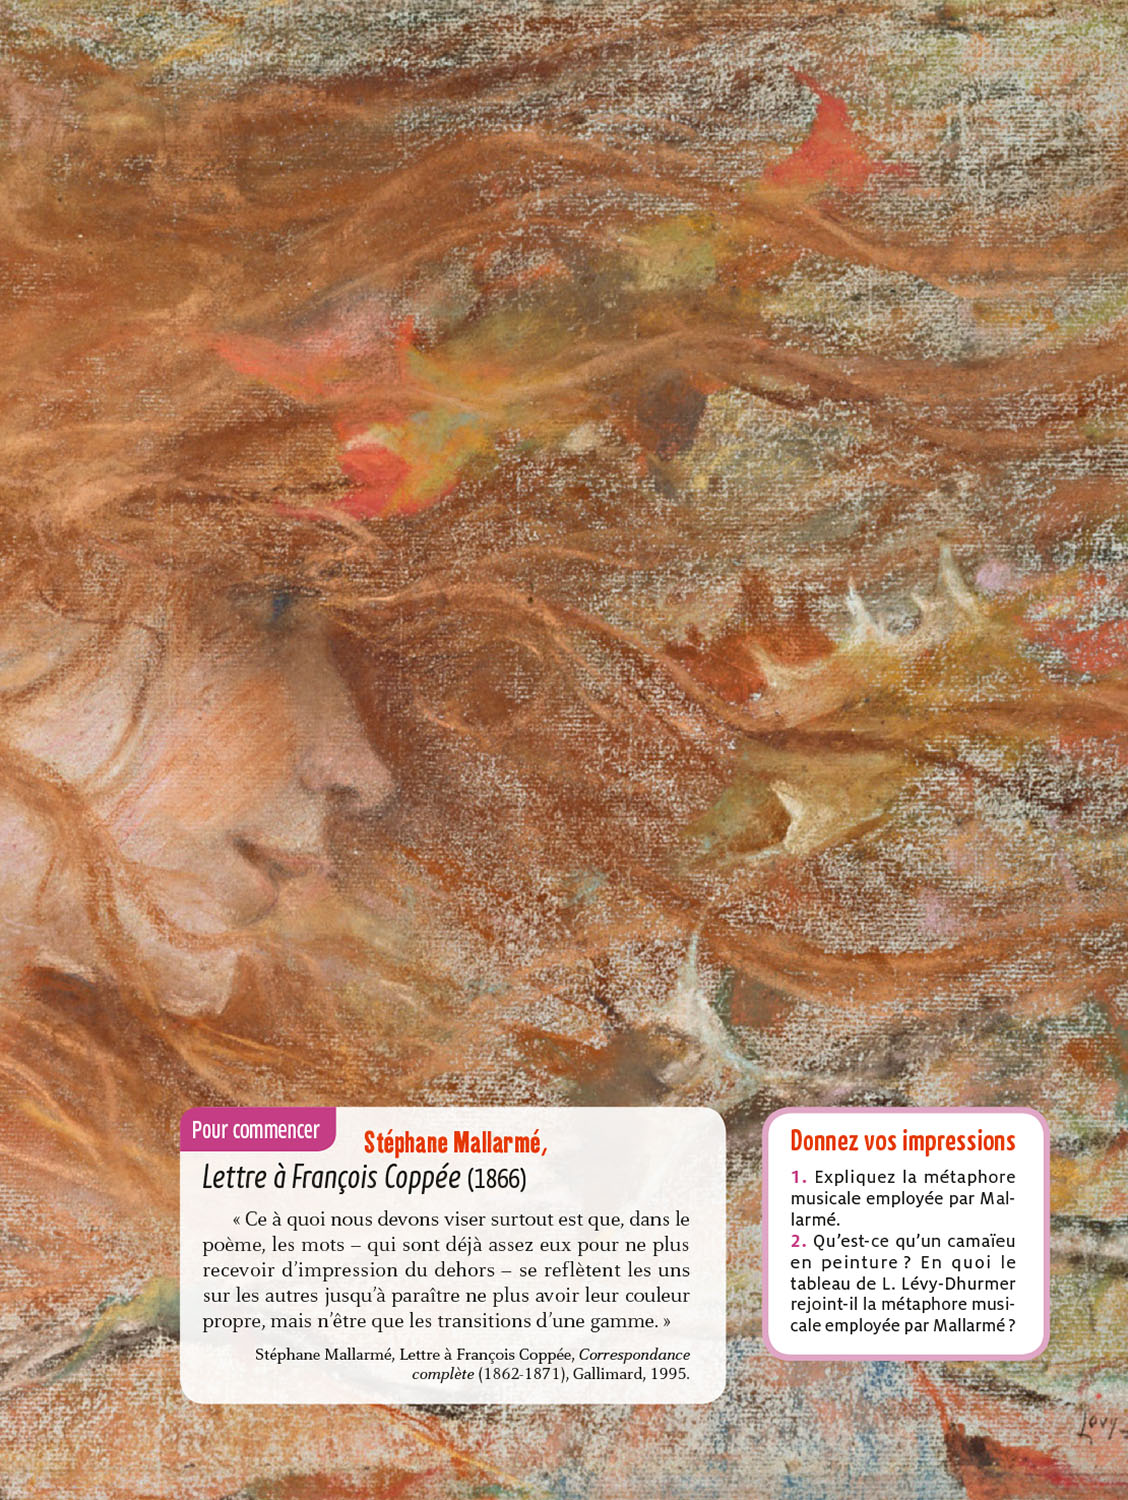 Pour commencer
Stéphane Mallarmé,
Lettre à François Coppée (1866)
« Ce à quoi nous devons viser surtout est que, dans le
poème, les mots – qui sont déjà assez eux pour ne plus
recevoir d’impression du dehors – se reflètent les uns
sur les autres jusqu’à paraître ne plus avoir leur couleur
propre, mais n’être que les transitions d’une gamme. »
Stéphane Mallarmé, Lettre à François Coppée, Correspondance
complète (1862-1871), Gallimard, 1995.
Donnez vos impressions
1. Expliquez la métaphore
musicale employée par Mal-
larmé.
2. Qu’est-ce qu’un camaïeu
en peinture ? En quoi le
tableau de L. Lévy-Dhurmer
rejoint-il la métaphore musi-
cale employée par Mallarmé ?
Lévy